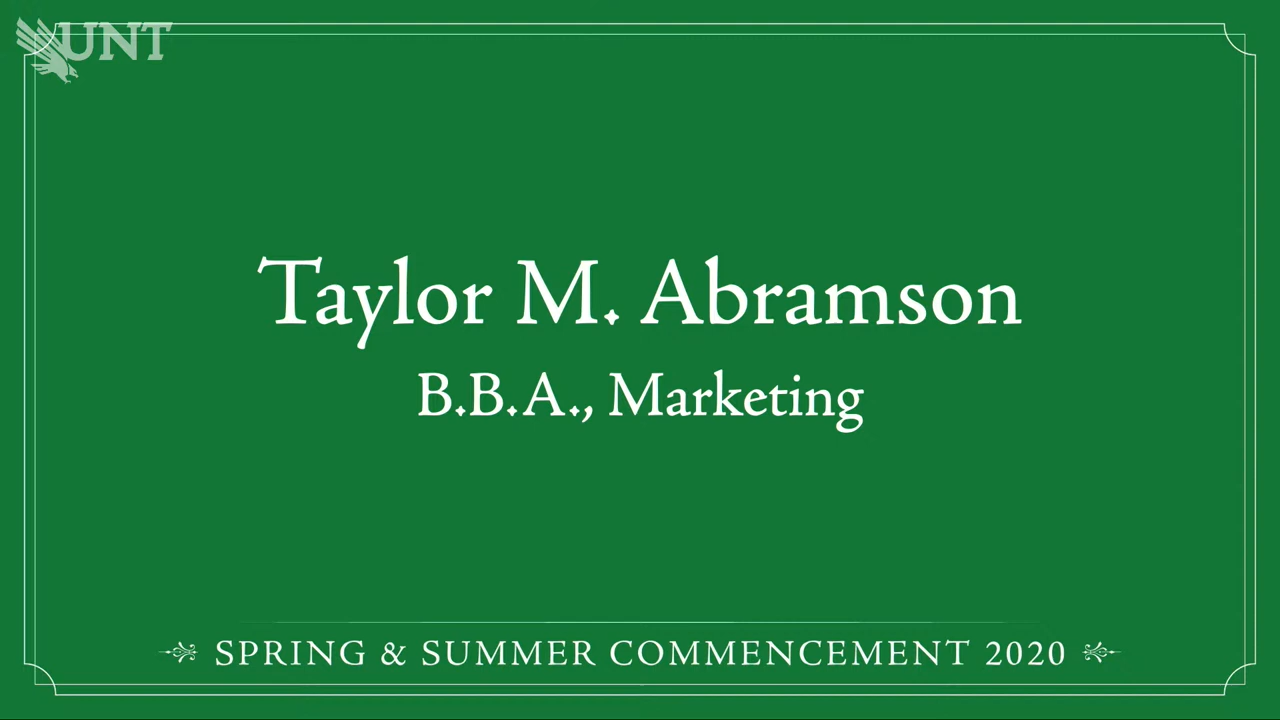 UNT
Taylor M. Abramson
B.B.A., Marketing
SPRING & SUMMER COMMENCEMENT 2020